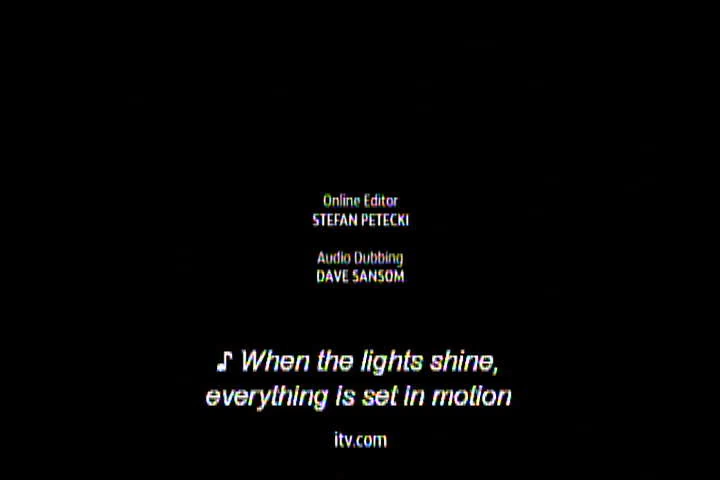 Online Editor
STEFAN PETECKI
Audio Dubbing
DAVE SANSOM
♪ When the lights shine,
everything is set in motion
itv.com